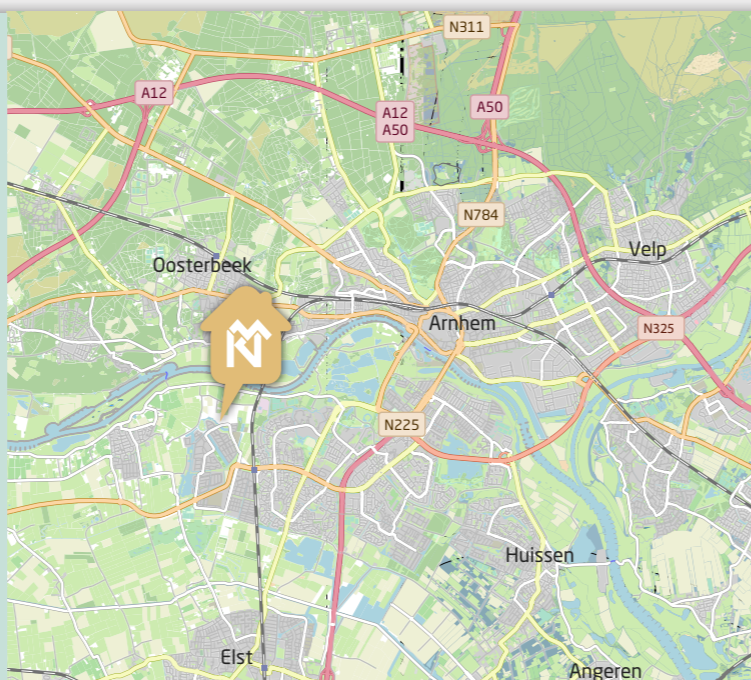 N311
A12
A12
A50
A50
N784
Velp
Oosterbeek
Arnhem
N325
N225
Huissen
Elst
Angeren